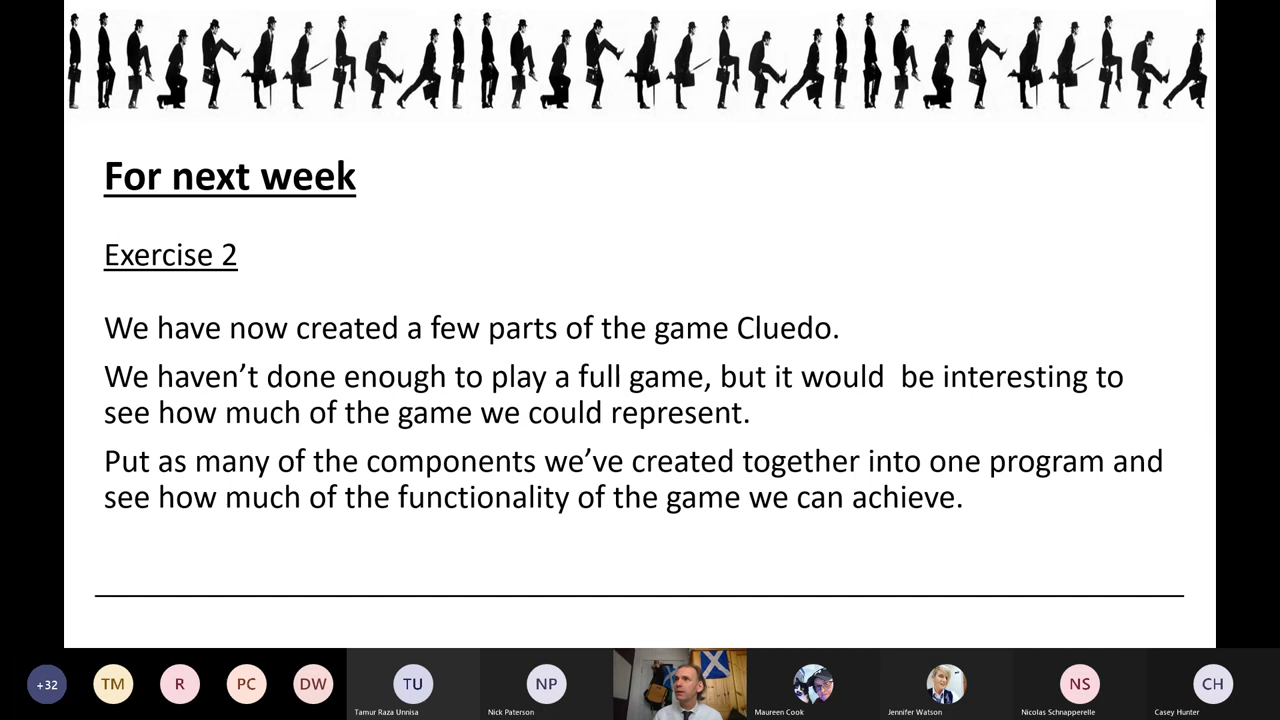 For next week
Exercise 2
We have now created a few parts of the game Cluedo.
We haven’t done enough to play a full game, but it would  be interesting to
see how much of the game we could represent.
Put as many of the components we’ve created together into one program and
see how much of the functionality of the game we can achieve.
+32
TM
R
PC
DW
TU
Tamur Raza Unnisa
NP
Nick Paterson
Maureen Cook
Jennifer Watson
NS
Nicolas Schnapperelle
CH
Casey Hunter